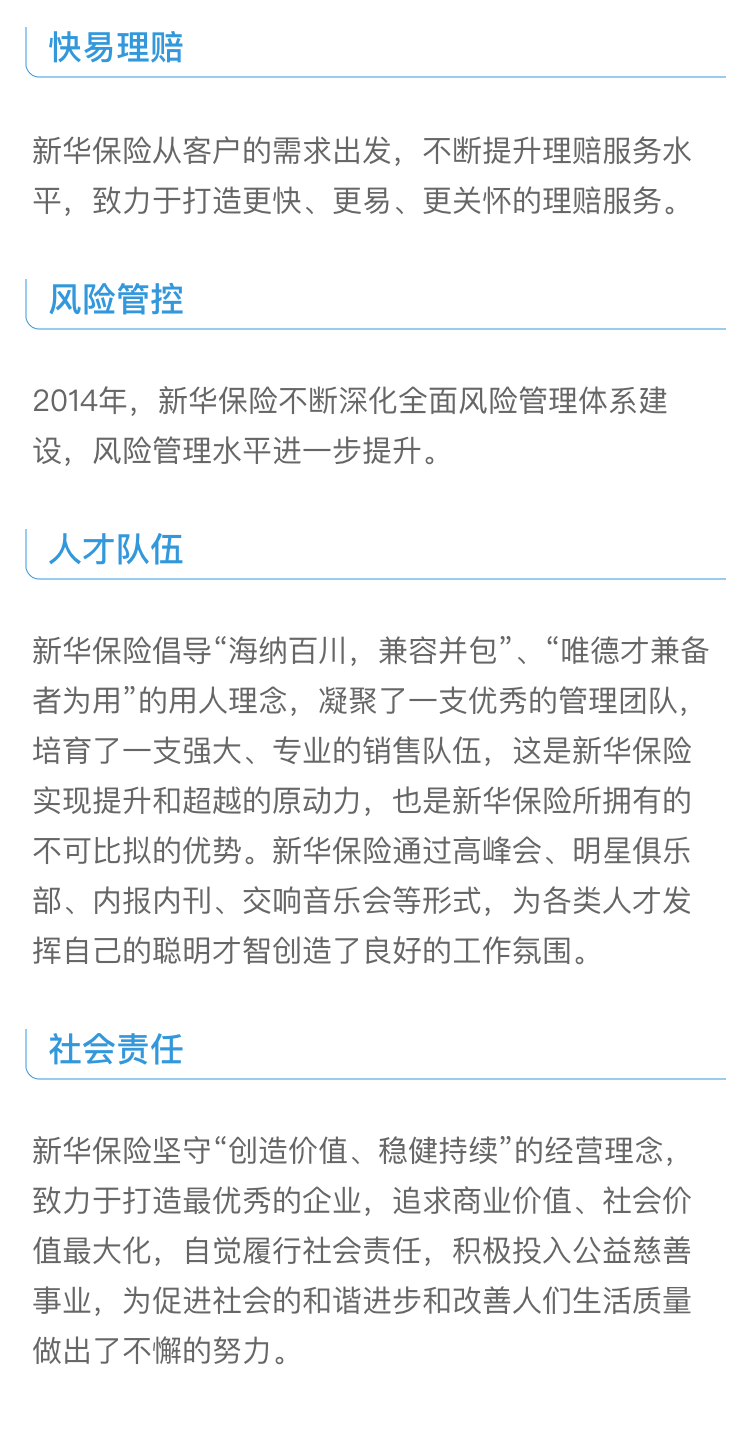 快易理赔
新华保险从客户的需求出发，不断提升理赔服务水
平，致力于打造更快、更易、更关怀的理赔服务。
风险管控
2014年，新华保险不断深化全面风险管理体系建
设，风险管理水平进一步提升。
人才队伍
新华保险倡导“海纳百川，兼容并包”、“唯德才兼备
者为用”的用人理念，凝聚了一支优秀的管理团队，
培育了一支强大、专业的销售队伍，这是新华保险
实现提升和超越的原动力，也是新华保险所拥有的
不可比拟的优势。新华保险通过高峰会、明星俱乐
部、内报内刊、交响音乐会等形式，为各类人才发
挥自己的聪明才智创造了良好的工作氛围。
社会责任
新华保险坚守“创造价值、稳健持续”的经营理念，
致力于打造最优秀的企业，追求商业价值、社会价
值最大化，自觉履行社会责任，积极投入公益慈善
事业，为促进社会的和谐进步和改善人们生活质量
做出了不懈的努力。